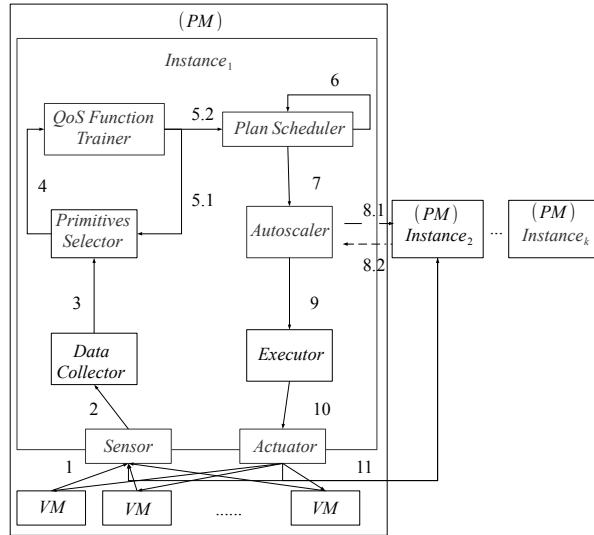 (PM)
Instance₁
6
QoS Function
Trainer
5.2
Plan Scheduler
4
5.1
7
Primitives
Selector
Autoscaler
8.1
8.2
(PM)
Instance₂
...
(PM)
Instanceₖ
3
9
Data
Collector
Executor
2
10
Sensor
Actuator
1
11
VM
VM
......
VM